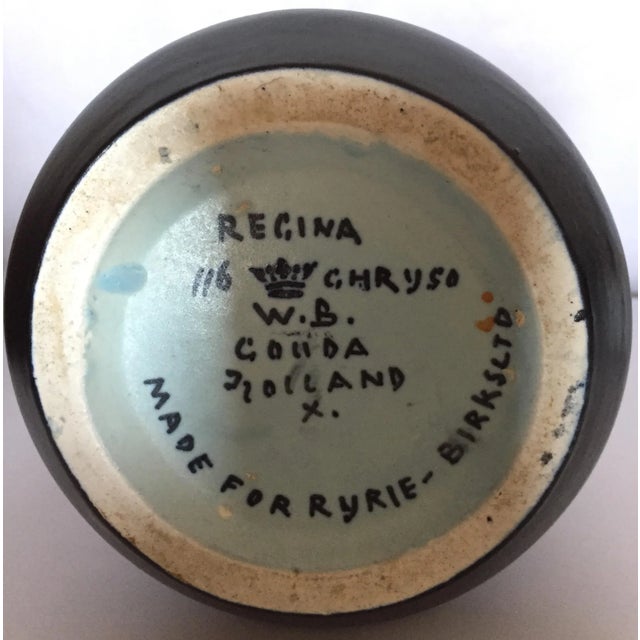 REGINA
116 CHRYSO
W.B.
GOUDA
HOLLAND
X.
MADE FOR RYRIE-BIRKS LTD.